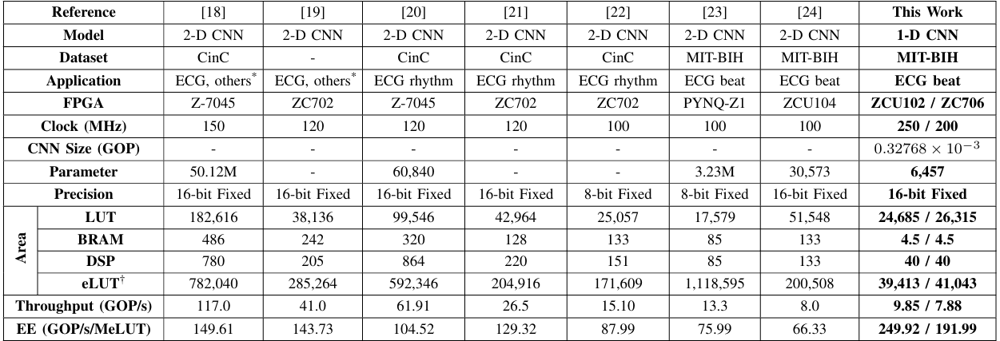 Reference [18] [19] [20] [21] [22] [23] [24] This Work
Model 2-D CNN 2-D CNN 2-D CNN 2-D CNN 2-D CNN 2-D CNN 2-D CNN 1-D CNN
Dataset CinC - CinC CinC CinC MIT-BIH MIT-BIH MIT-BIH
Application ECG, others* ECG, others* ECG rhythm ECG rhythm ECG rhythm ECG beat ECG beat ECG beat
FPGA Z-7045 ZC702 Z-7045 ZC702 ZC702 PYNQ-Z1 ZCU104 ZCU102 / ZC706
Clock (MHz) 150 120 120 120 100 100 100 250 / 200
CNN Size (GOP) - - - - - - - 0.32768 × 10⁻³
Parameter 50.12M - 60,840 - - 3.23M 30,573 6,457
Precision 16-bit Fixed 16-bit Fixed 16-bit Fixed 16-bit Fixed 8-bit Fixed 8-bit Fixed 16-bit Fixed 16-bit Fixed
Area
LUT 182,616 38,136 99,546 42,964 25,057 17,579 51,548 24,685 / 26,315
BRAM 486 242 320 128 133 85 133 4.5 / 4.5
DSP 780 205 864 220 151 85 133 40 / 40
eLUT† 782,040 285,264 592,346 204,916 171,609 1,118,595 200,508 39,413 / 41,043
Throughput (GOP/s) 117.0 41.0 61.91 26.5 15.10 13.3 8.0 9.85 / 7.88
EE (GOP/s/MeLUT) 149.61 143.73 104.52 129.32 87.99 75.99 66.33 249.92 / 191.99